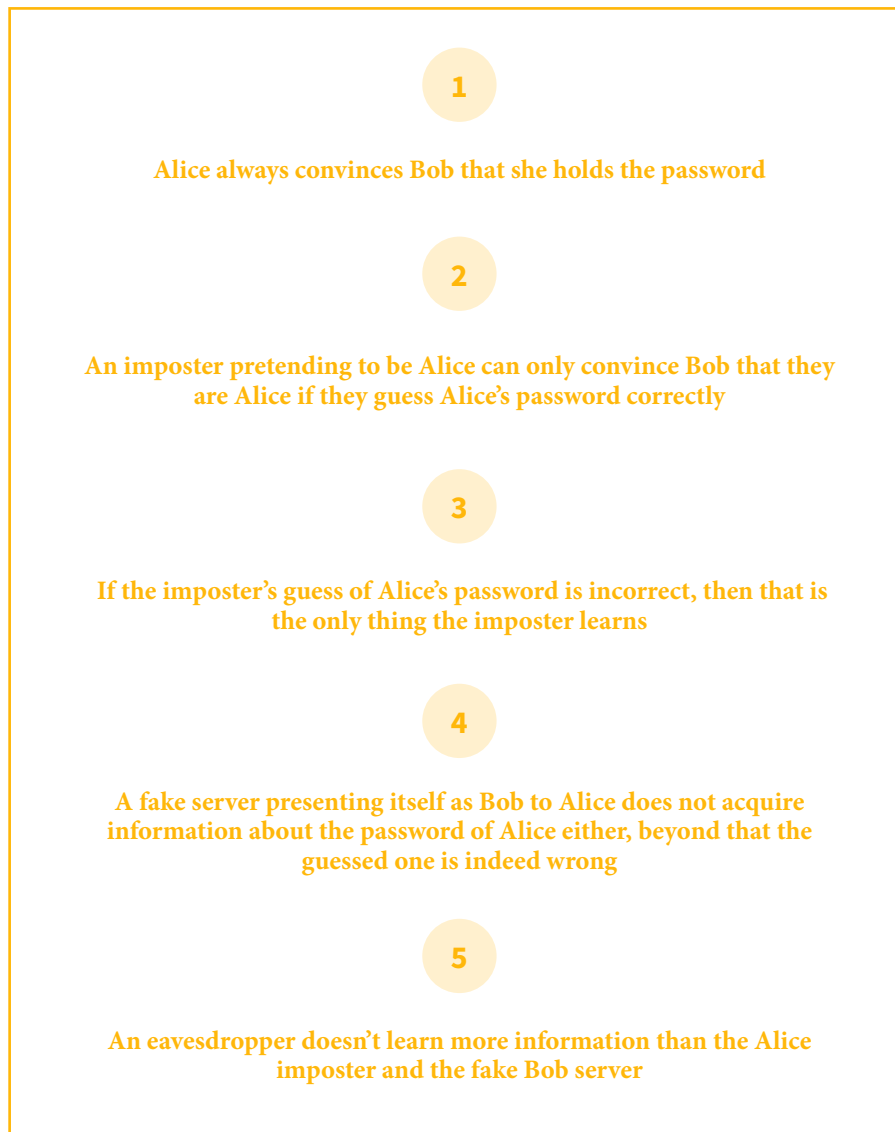 1
Alice always convinces Bob that she holds the password
2
An imposter pretending to be Alice can only convince Bob that they
are Alice if they guess Alice’s password correctly
3
If the imposter’s guess of Alice’s password is incorrect, then that is
the only thing the imposter learns
4
A fake server presenting itself as Bob to Alice does not acquire
information about the password of Alice either, beyond that the
guessed one is indeed wrong
5
An eavesdropper doesn’t learn more information than the Alice
imposter and the fake Bob server